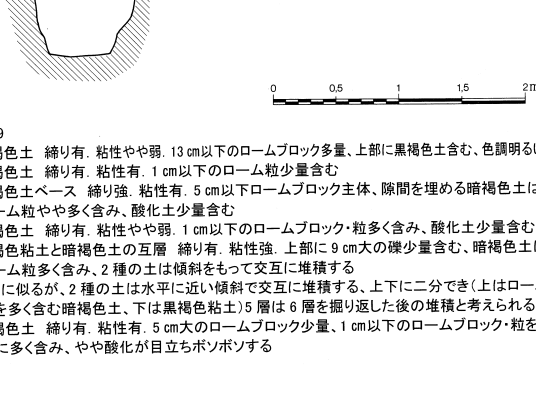 0 0,5 1 1,5 2m
9
褐色土 締り有．粘性やや弱．13㎝以下のロームブロック多量、上部に黒褐色土含む、色調明る
褐色土 締り有．粘性有．1㎝以下のローム粒少量含む
褐色土ベース 締り強．粘性有．5㎝以下ロームブロック主体、隙間を埋める暗褐色土は
ーム粒やや多く含み、酸化土少量含む
褐色土 締り有．粘性やや弱．1㎝以下のロームブロック・粒多く含み、酸化土少量含む
褐色粘土と暗褐色土の互層 締り有．粘性強．上部に9㎝大の礫少量含む、暗褐色土
ーム粒多く含み、2種の土は傾斜をもって交互に堆積する
に似るが、2種の土は水平に近い傾斜で交互に堆積する、上下に二分でき(上はロー
を多く含む暗褐色土、下は黒褐色粘土)5層は6層を掘り返した後の堆積と考えられる
褐色土 締り有．粘性有．5㎝大のロームブロック少量、1㎝以下のロームブロック・粒を
に多く含み、やや酸化が目立ちボソボソする